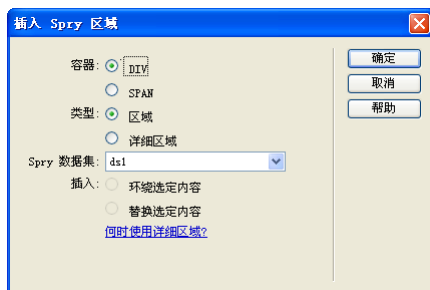 插入 Spry 区域
容器: DIV
SPAN
类型: 区域
详细区域
Spry 数据集: ds1
插入: 环绕选定内容
替换选定内容
何时使用详细区域?
确定
取消
帮助